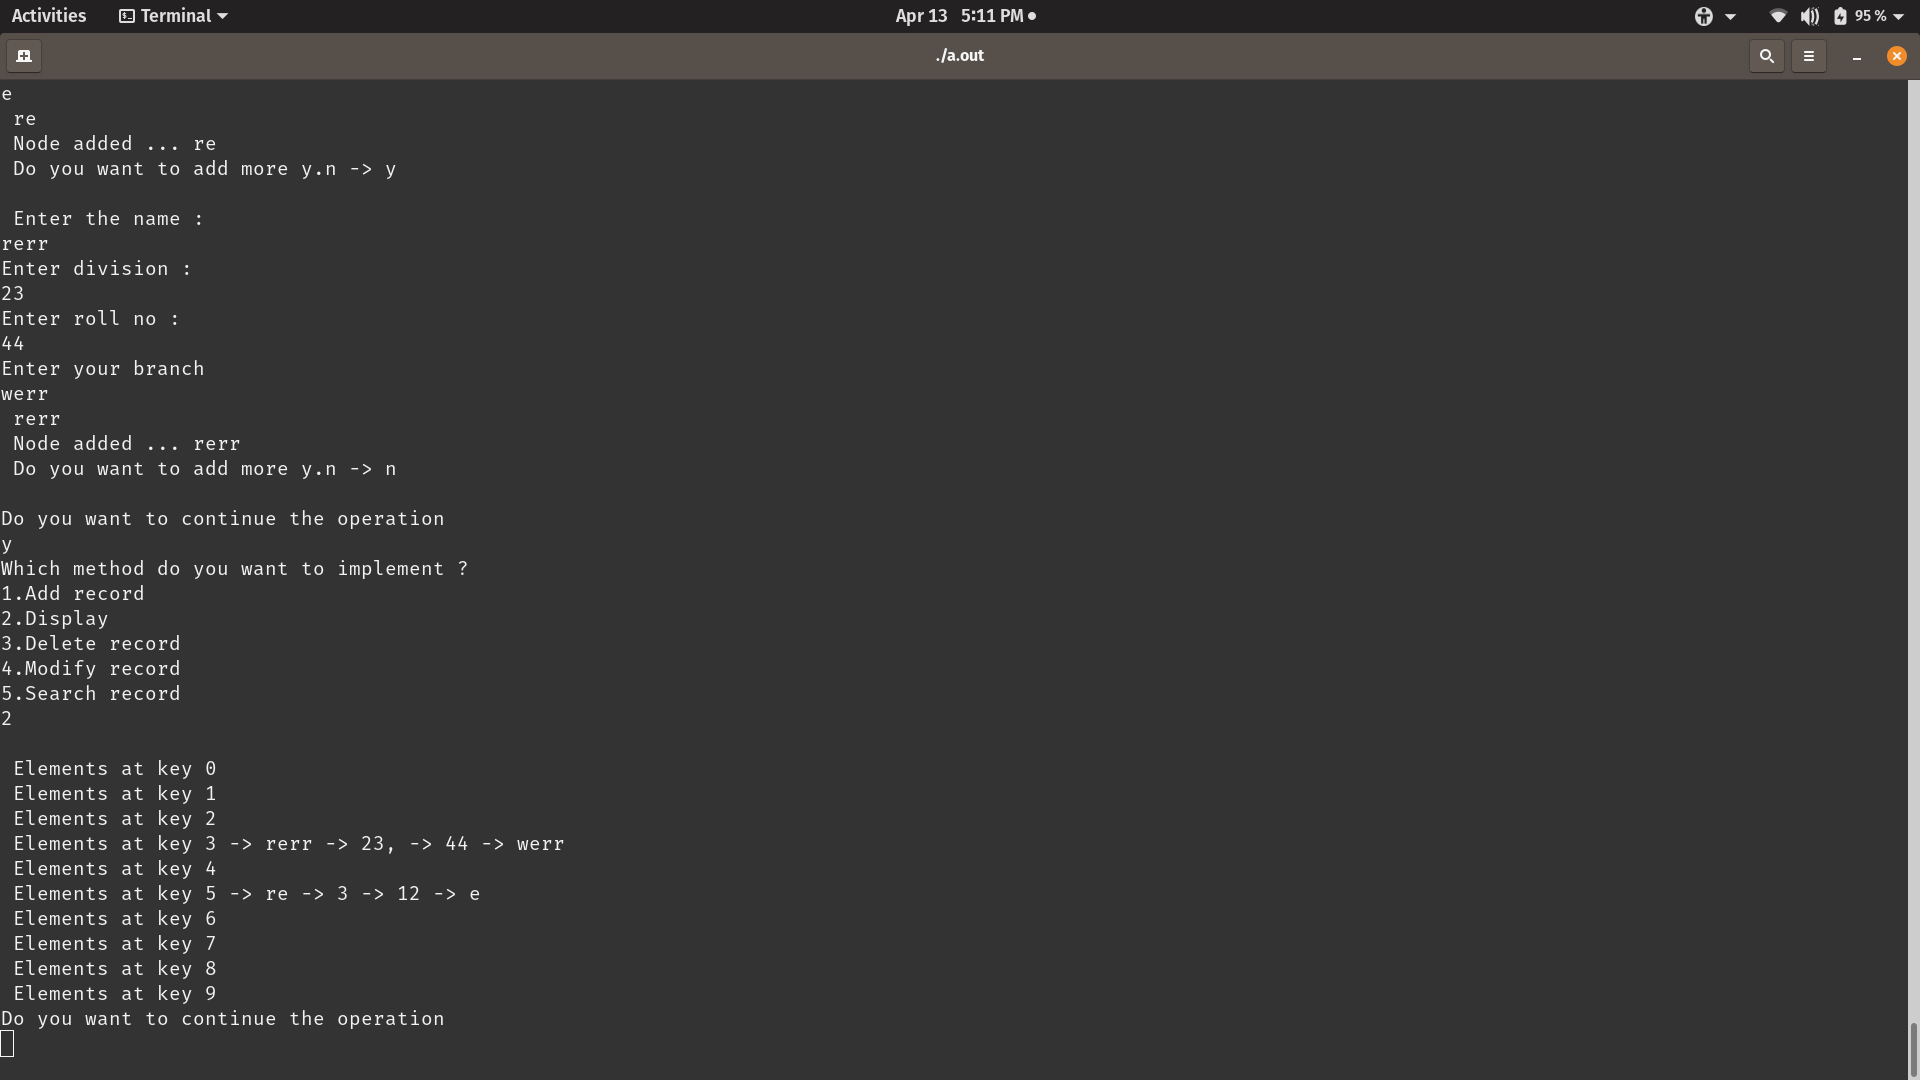 Activities Terminal Apr 13 5:11 PM 95 %
./a.out
e
re
Node added ... re
Do you want to add more y.n -> y
Enter the name :
rerr
Enter division :
23
Enter roll no :
44
Enter your branch
werr
rerr
Node added ... rerr
Do you want to add more y.n -> n
Do you want to continue the operation
y
Which method do you want to implement ?
1.Add record
2.Display
3.Delete record
4.Modify record
5.Search record
2
Elements at key 0
Elements at key 1
Elements at key 2
Elements at key 3 -> rerr -> 23, -> 44 -> werr
Elements at key 4
Elements at key 5 -> re -> 3 -> 12 -> e
Elements at key 6
Elements at key 7
Elements at key 8
Elements at key 9
Do you want to continue the operation